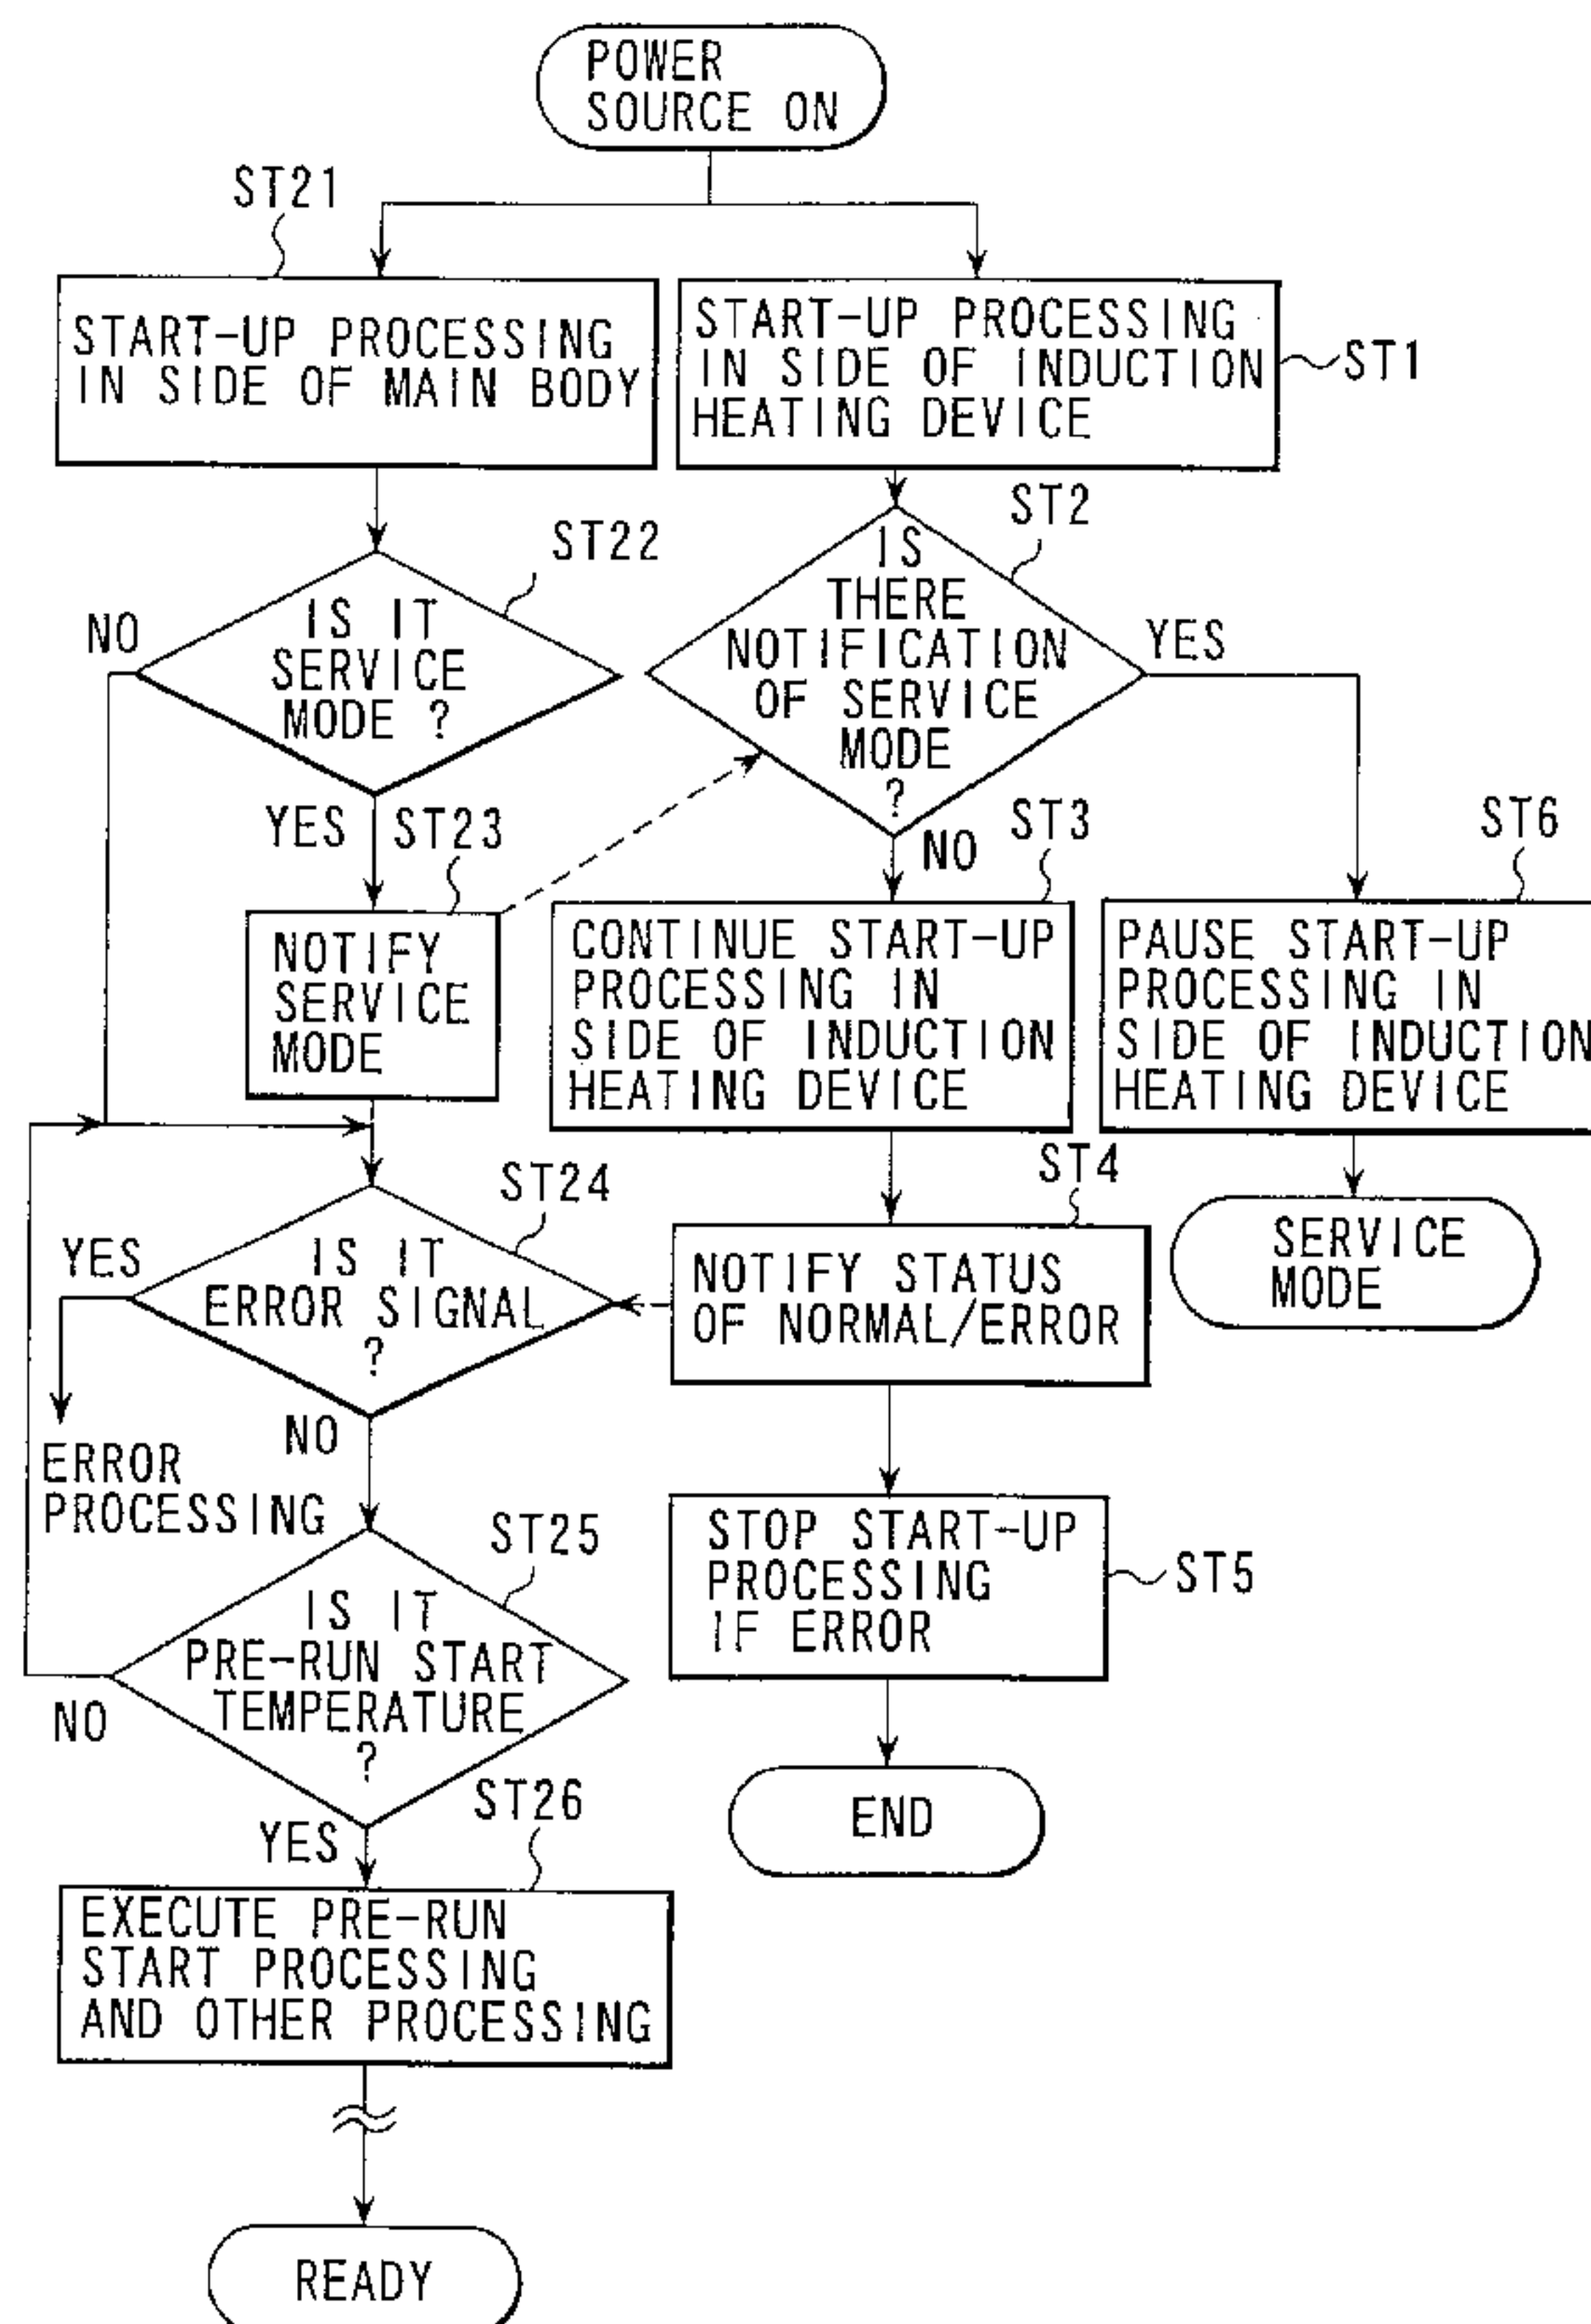 POWER
SOURCE ON
ST21
START-UP PROCESSING
IN SIDE OF MAIN BODY
START-UP PROCESSING
IN SIDE OF INDUCTION
HEATING DEVICE
ST1
ST22
IS IT
SERVICE
MODE ?
NO
YES
ST2
IS
THERE
NOTIFICATION
OF SERVICE
MODE
?
YES
NO
ST23
NOTIFY
SERVICE
MODE
ST3
CONTINUE START-UP
PROCESSING IN
SIDE OF INDUCTION
HEATING DEVICE
ST6
PAUSE START-UP
PROCESSING IN
SIDE OF INDUCTION
HEATING DEVICE
SERVICE
MODE
ST24
IS IT
ERROR SIGNAL
?
YES
ERROR
PROCESSING
NO
ST4
NOTIFY STATUS
OF NORMAL/ERROR
ST25
IS IT
PRE-RUN START
TEMPERATURE
?
NO
YES
STOP START-UP
PROCESSING
IF ERROR
ST5
END
ST26
EXECUTE PRE-RUN
START PROCESSING
AND OTHER PROCESSING
READY